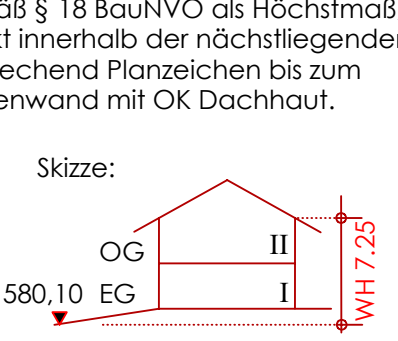 äß § 18 BauNVO als Höchstmaß
kt innerhalb der nächstliegenden
echend Planzeichen bis zum
enwand mit OK Dachhaut.
Skizze:
OG II
580,10 EG I
WH 7.25